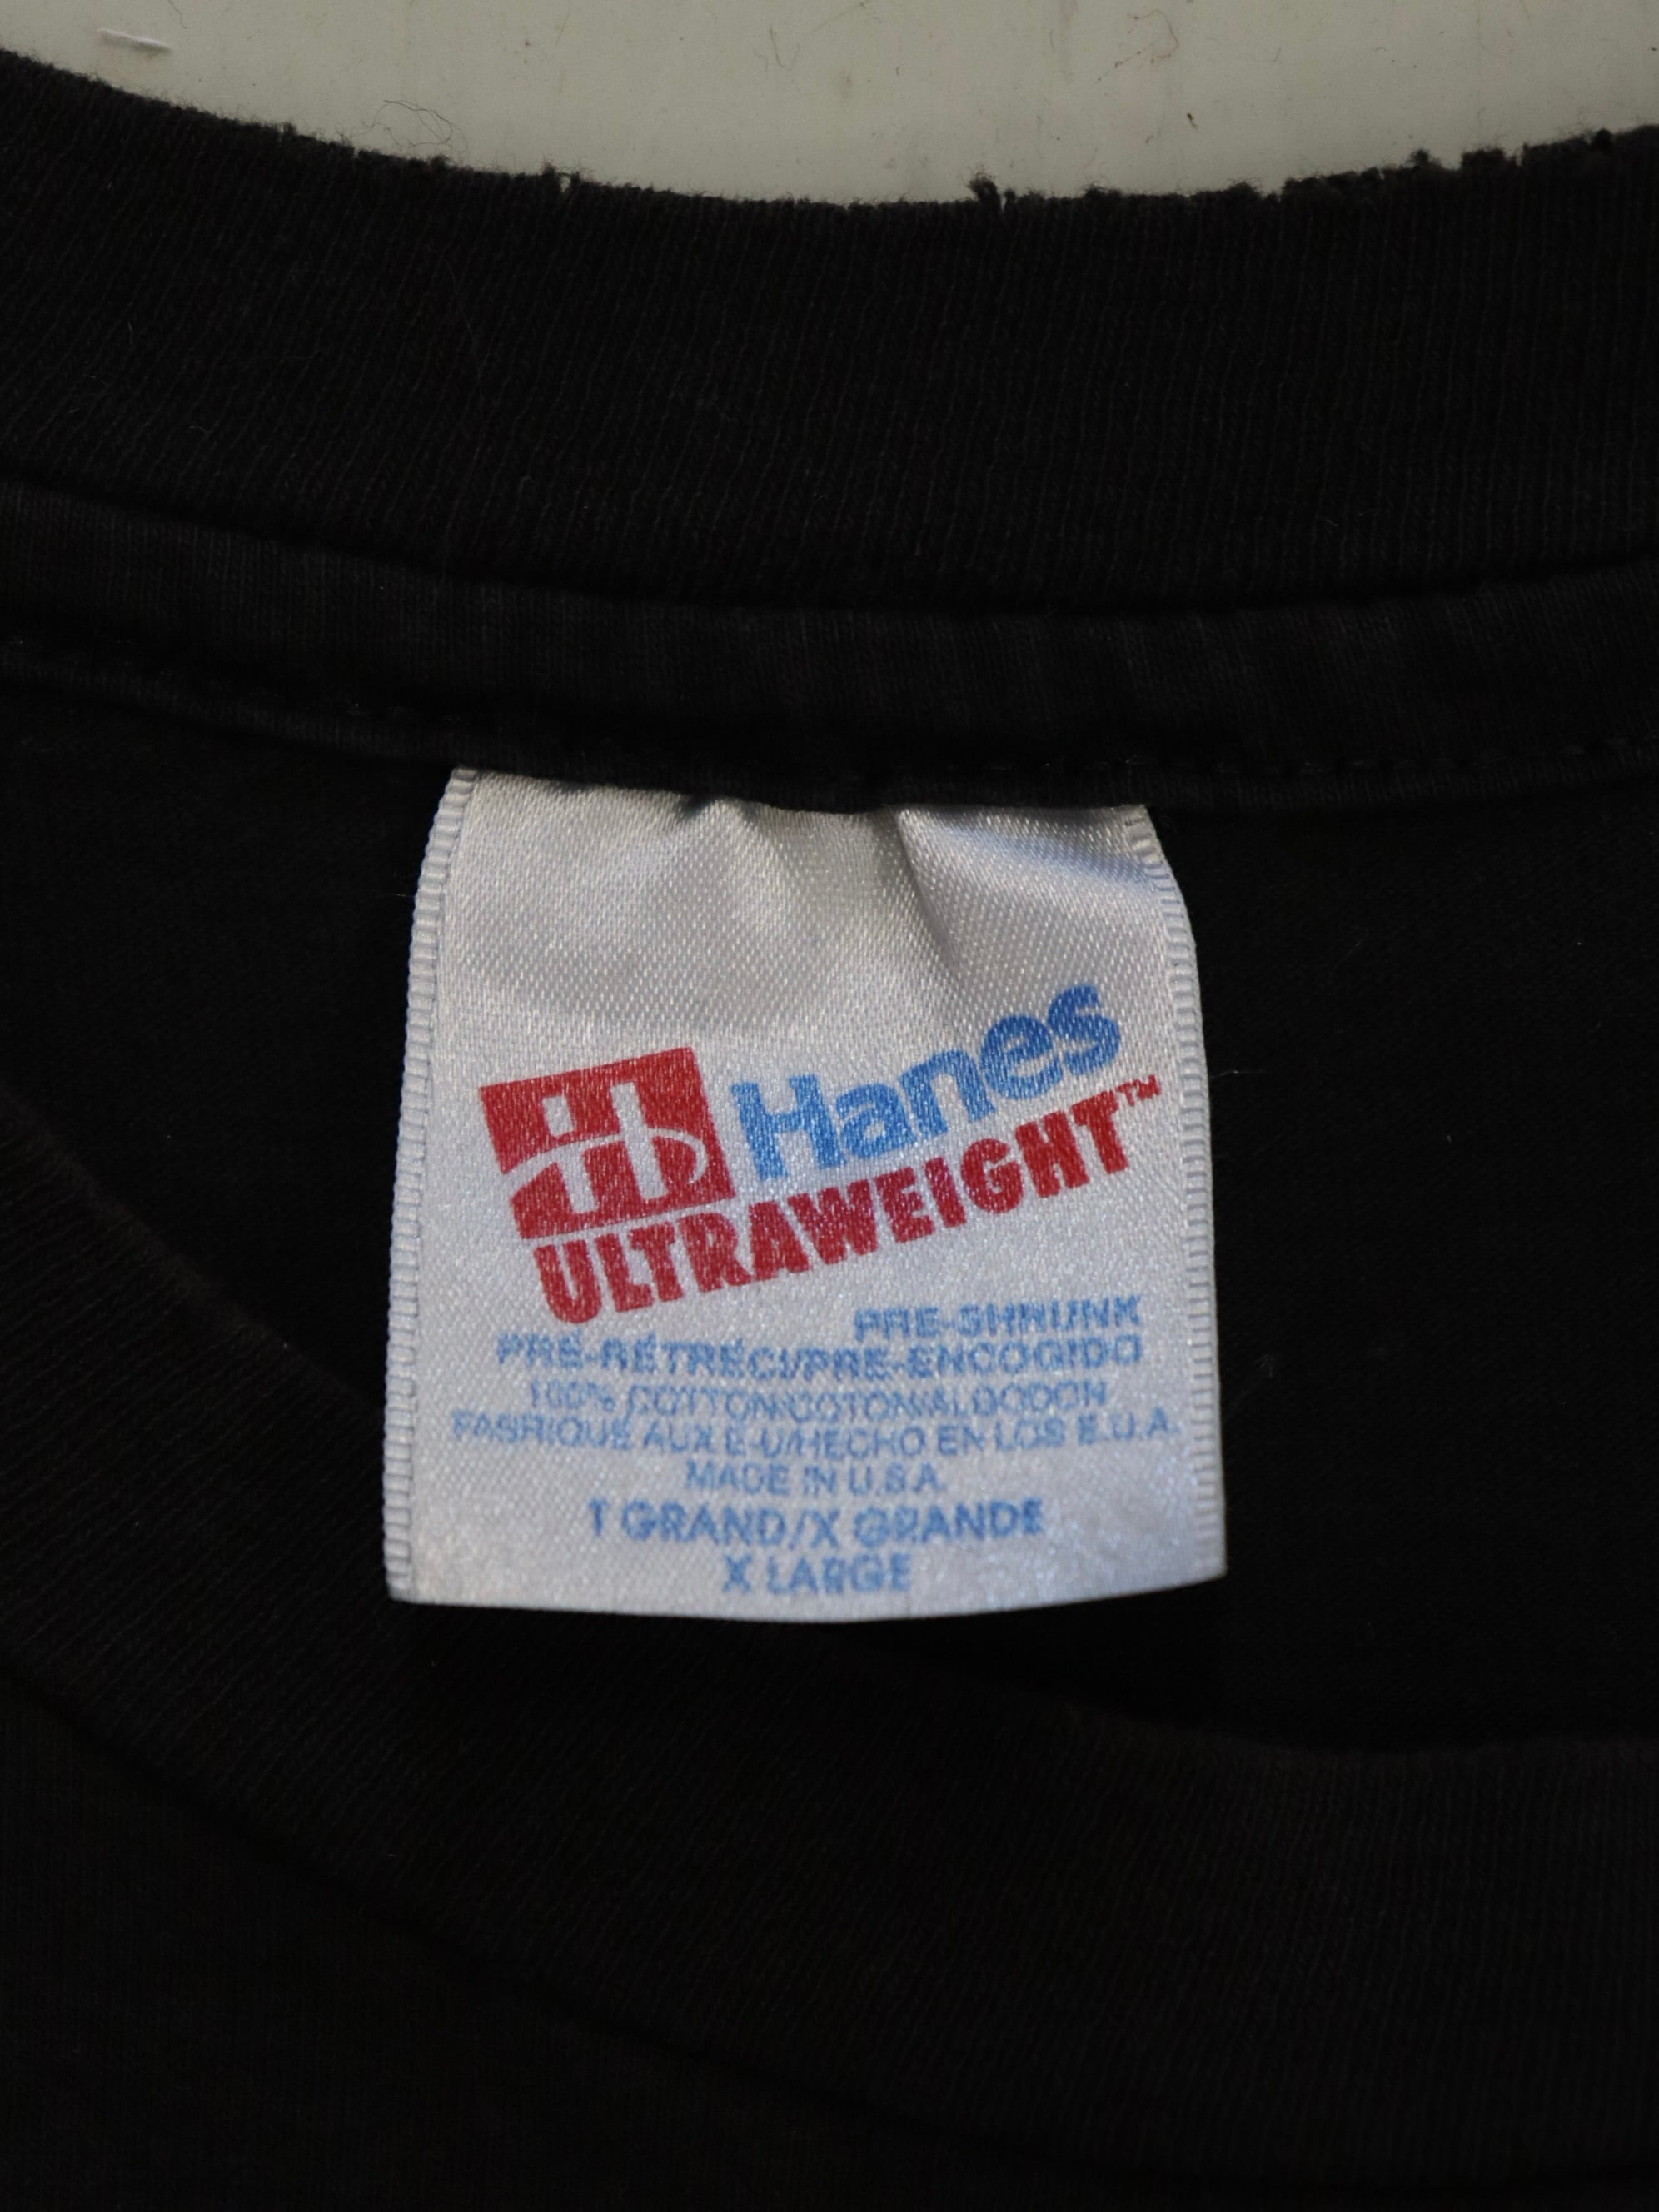 Hanes
ULTRAWEIGHT™
PRE-SHRUNK
PRÉ-RÉTRÉCI/PRE-ENCOGIDO
100% COTTON/COTON/ALGODON
FABRIQUÉ AUX É-U/HECHO EN LOS E.U.A.
MADE IN U.S.A.
T GRAND/X GRANDE
X LARGE